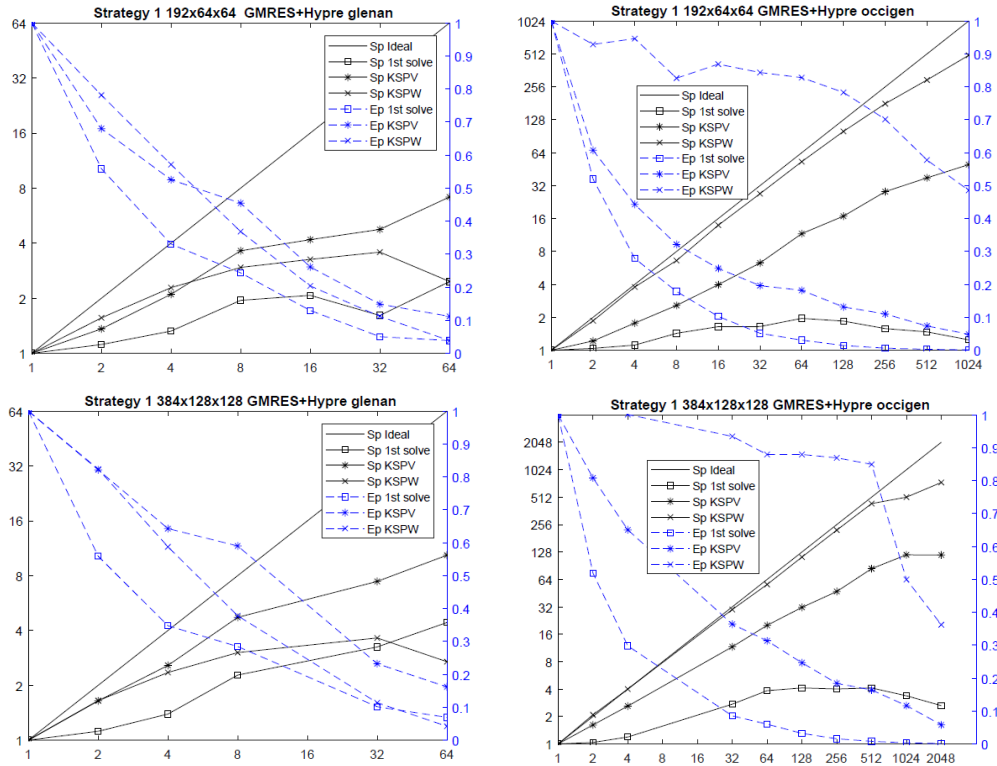 Strategy 1 192x64x64 GMRES+Hypre glenan
64
32
16
8
4
2
1
1
0.9
0.8
0.7
0.6
0.5
0.4
0.3
0.2
0.1
0
Sp Ideal
Sp 1st solve
Sp KSPV
Sp KSPW
Ep 1st solve
Ep KSPV
Ep KSPW
1 2 4 8 16 32 64
Strategy 1 192x64x64 GMRES+Hypre occigen
1024
512
256
128
64
32
16
8
4
2
1
1
0.9
0.8
0.7
0.6
0.5
0.4
0.3
0.2
0.1
0
Sp Ideal
Sp 1st solve
Sp KSPV
Sp KSPW
Ep 1st solve
Ep KSPV
Ep KSPW
1 2 4 8 16 32 64 128 256 512 1024
Strategy 1 384x128x128 GMRES+Hypre glenan
64
32
16
8
4
2
1
1
0.9
0.8
0.7
0.6
0.5
0.4
0.3
0.2
0.1
0
Sp Ideal
Sp 1st solve
Sp KSPV
Sp KSPW
Ep 1st solve
Ep KSPV
Ep KSPW
1 2 4 8 16 32 64
Strategy 1 384x128x128 GMRES+Hypre occigen
2048
1024
512
256
128
64
32
16
8
4
2
1
1
0.9
0.8
0.7
0.6
0.5
0.4
0.3
0.2
0.1
0
Sp Ideal
Sp 1st solve
Sp KSPV
Sp KSPW
Ep 1st solve
Ep KSPV
Ep KSPW
1 2 4 8 16 32 64 128 256 512 1024 2048